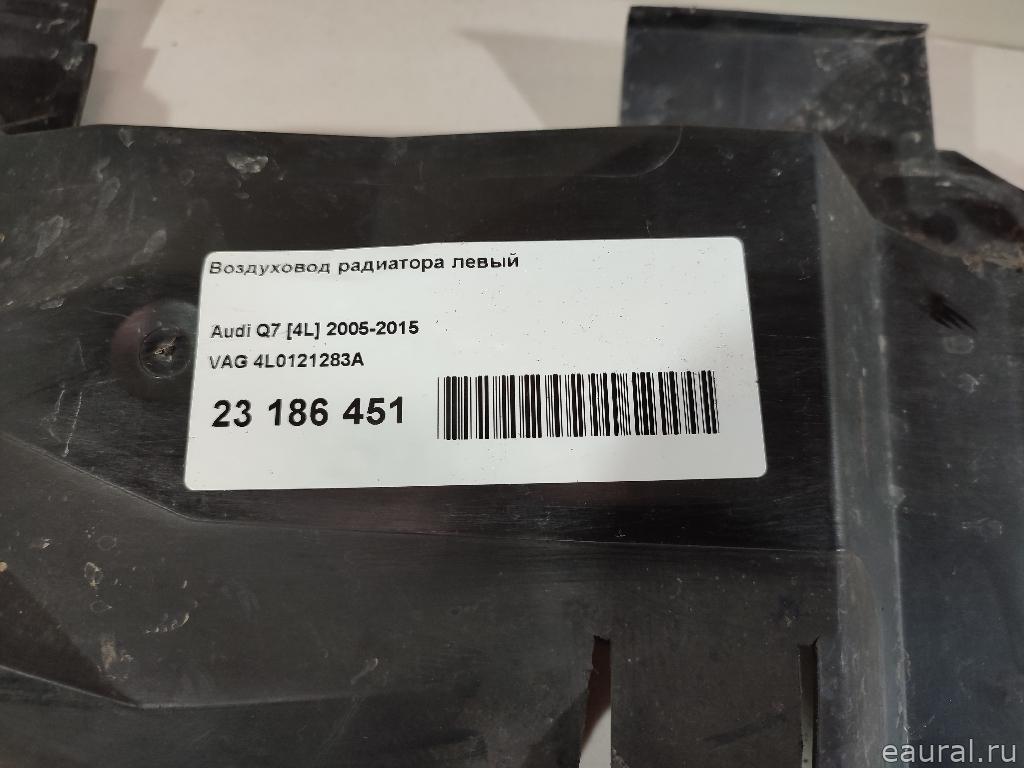 Воздуховод радиатора левый
Audi Q7 [4L] 2005-2015
VAG 4L0121283A
23 186 451
eaural.ru